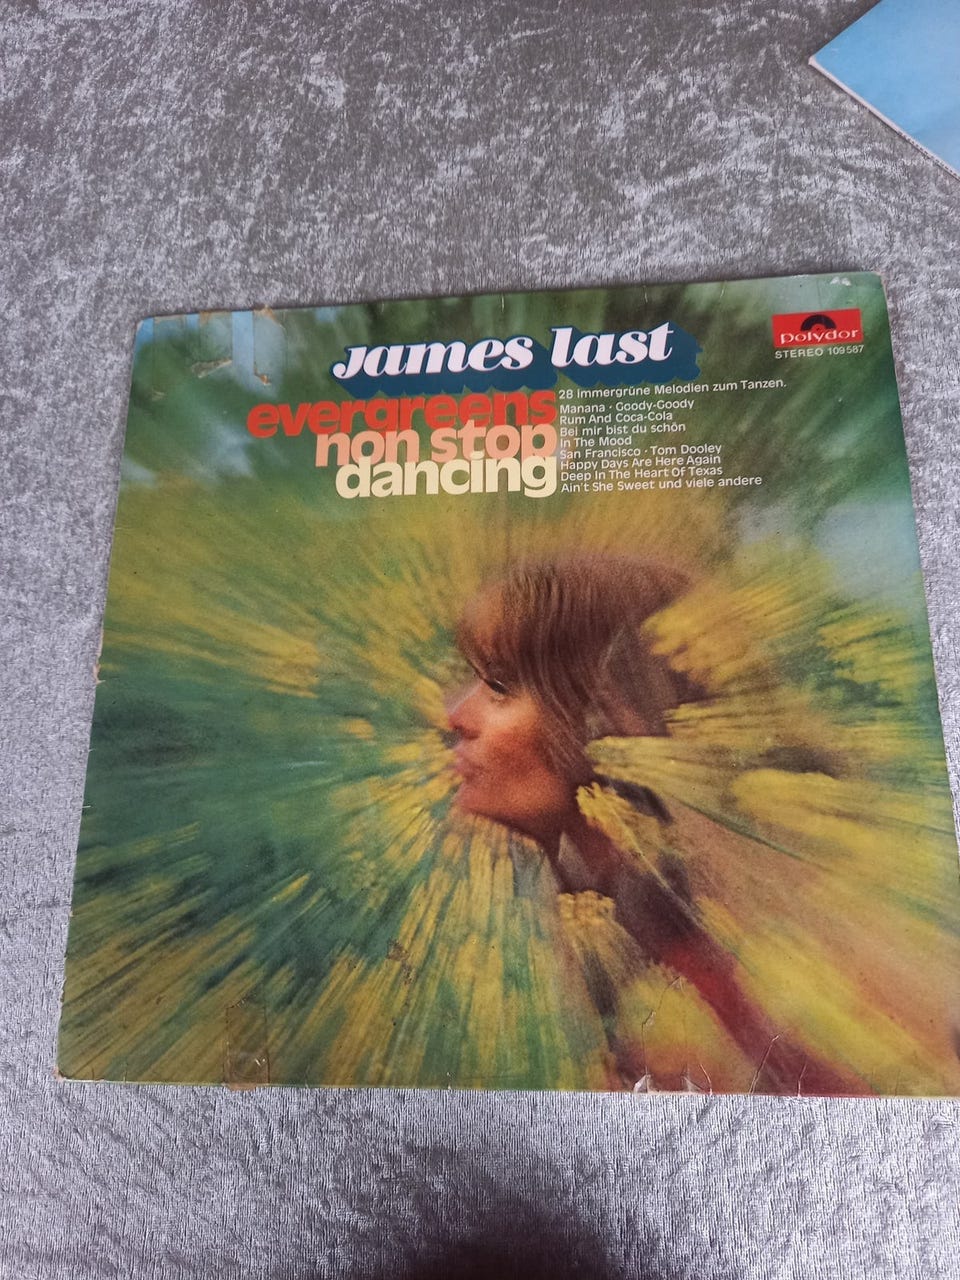 james last
polydor
STEREO 109587
evergreens
non stop
dancing
28 immergrüne Melodien zum Tanzen.
Manana · Goody-Goody
Rum And Coca-Cola
Bei mir bist du schön
In The Mood
San Francisco · Tom Dooley
Happy Days Are Here Again
Deep In The Heart Of Texas
Ain't She Sweet und viele andere